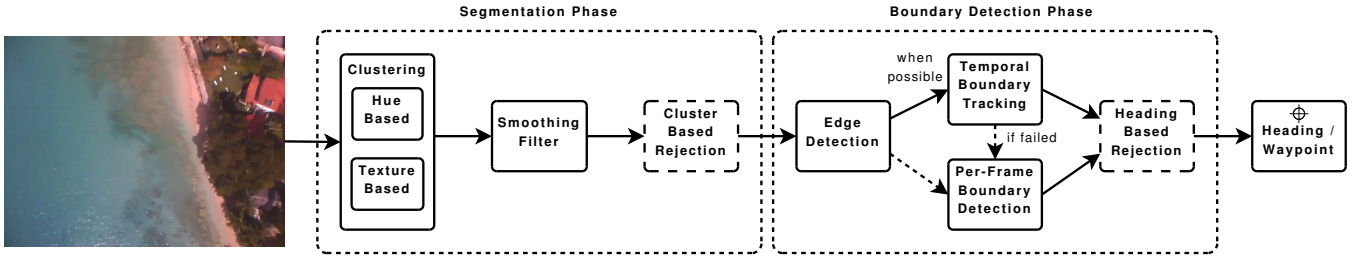 Segmentation Phase
Clustering
Hue
Based
Texture
Based
Smoothing
Filter
Cluster
Based
Rejection
Boundary Detection Phase
Edge
Detection
when
possible
Temporal
Boundary
Tracking
if failed
Per-Frame
Boundary
Detection
Heading
Based
Rejection
Heading /
Waypoint